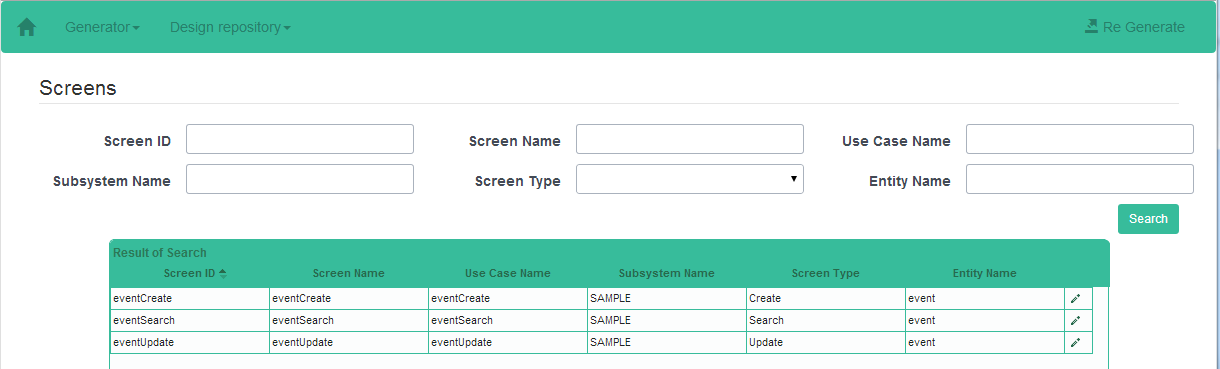 Generator Design repository Re Generate
Screens
Screen ID Screen Name Use Case Name
Subsystem Name Screen Type Entity Name
Search
Result of Search
Screen ID Screen Name Use Case Name Subsystem Name Screen Type Entity Name
eventCreate eventCreate eventCreate SAMPLE Create event
eventSearch eventSearch eventSearch SAMPLE Search event
eventUpdate eventUpdate eventUpdate SAMPLE Update event